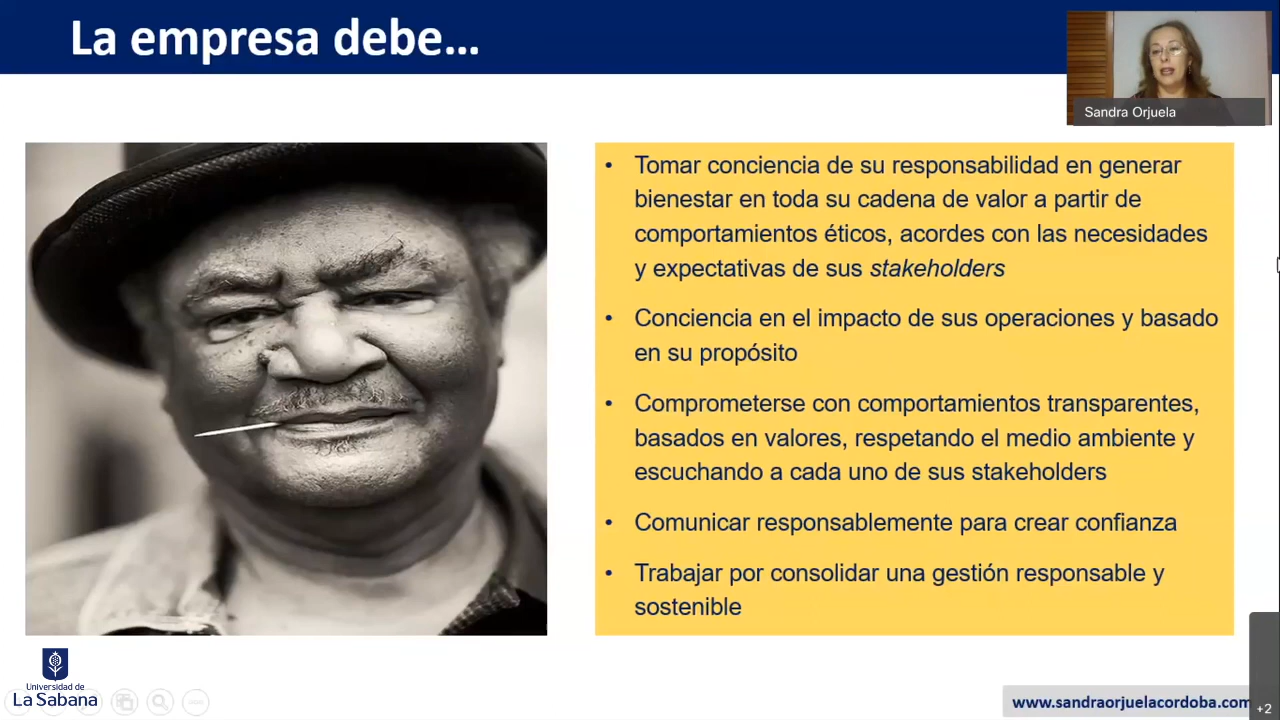 La empresa debe...
Sandra Orjuela
• Tomar conciencia de su responsabilidad en generar
bienestar en toda su cadena de valor a partir de
comportamientos éticos, acordes con las necesidades
y expectativas de sus stakeholders
• Conciencia en el impacto de sus operaciones y basado
en su propósito
• Comprometerse con comportamientos transparentes,
basados en valores, respetando el medio ambiente y
escuchando a cada uno de sus stakeholders
• Comunicar responsablemente para crear confianza
• Trabajar por consolidar una gestión responsable y
sostenible
Universidad de
La Sabana
www.sandraorjuelacordoba.com
+2